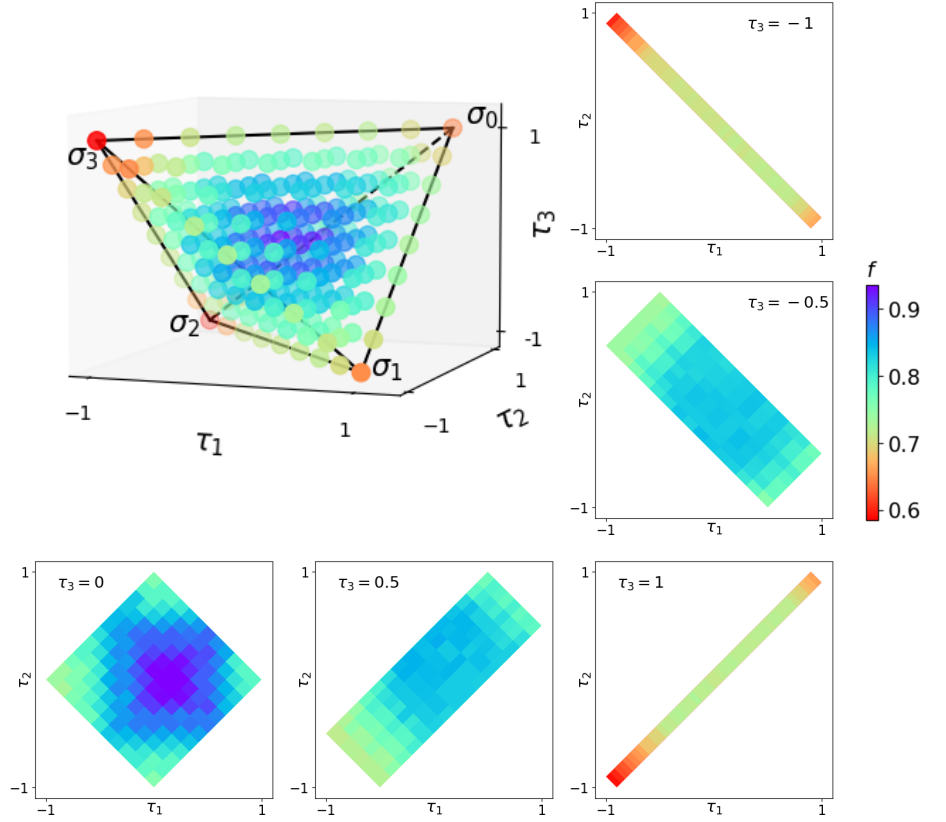 σ₀
σ₃
σ₂
σ₁
1
τ₃
-1
−1
τ₁
1
−1
τ₂
1
τ₃ = −1
1
τ₂
−1
−1
τ₁
1
τ₃ = −0.5
1
τ₂
−1
−1
τ₁
1
f
0.9
0.8
0.7
0.6
τ₃ = 0
1
τ₂
−1
−1
τ₁
1
τ₃ = 0.5
1
τ₂
−1
−1
τ₁
1
τ₃ = 1
1
τ₂
−1
−1
τ₁
1